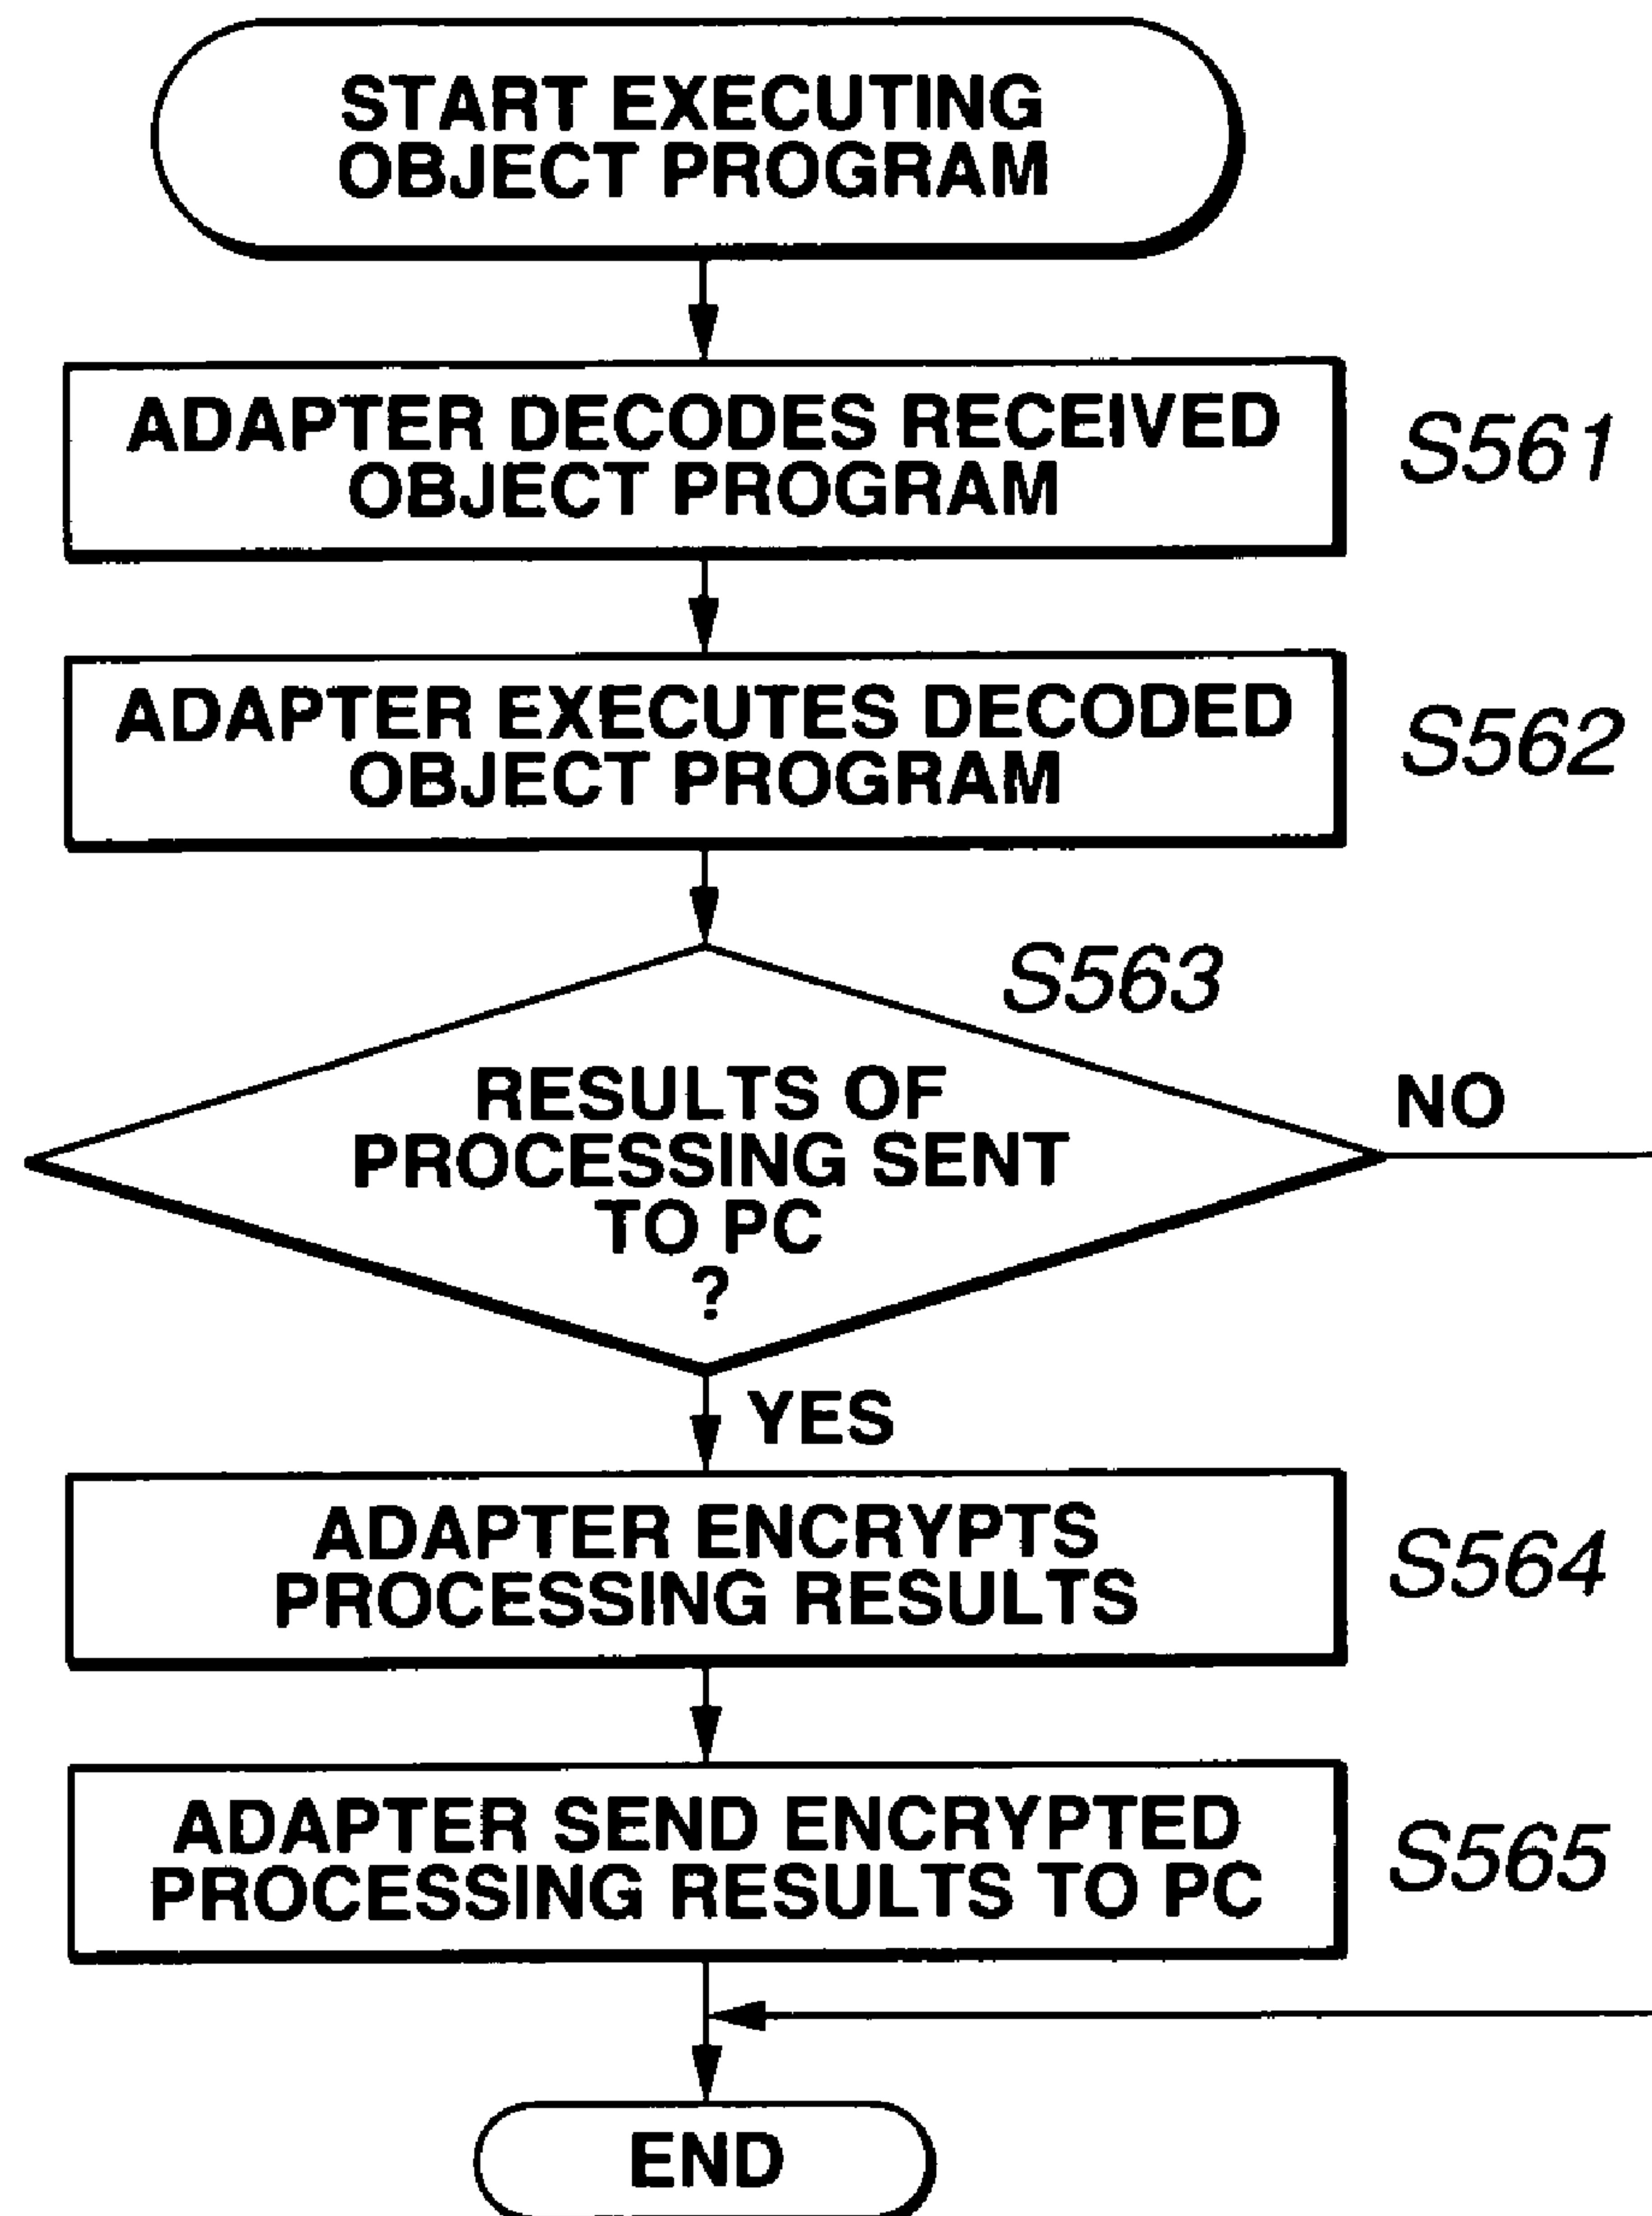 START EXECUTING
OBJECT PROGRAM
ADAPTER DECODES RECEIVED
OBJECT PROGRAM
S561
ADAPTER EXECUTES DECODED
OBJECT PROGRAM
S562
S563
RESULTS OF
PROCESSING SENT
TO PC
?
NO
YES
ADAPTER ENCRYPTS
PROCESSING RESULTS
S564
ADAPTER SEND ENCRYPTED
PROCESSING RESULTS TO PC
S565
END